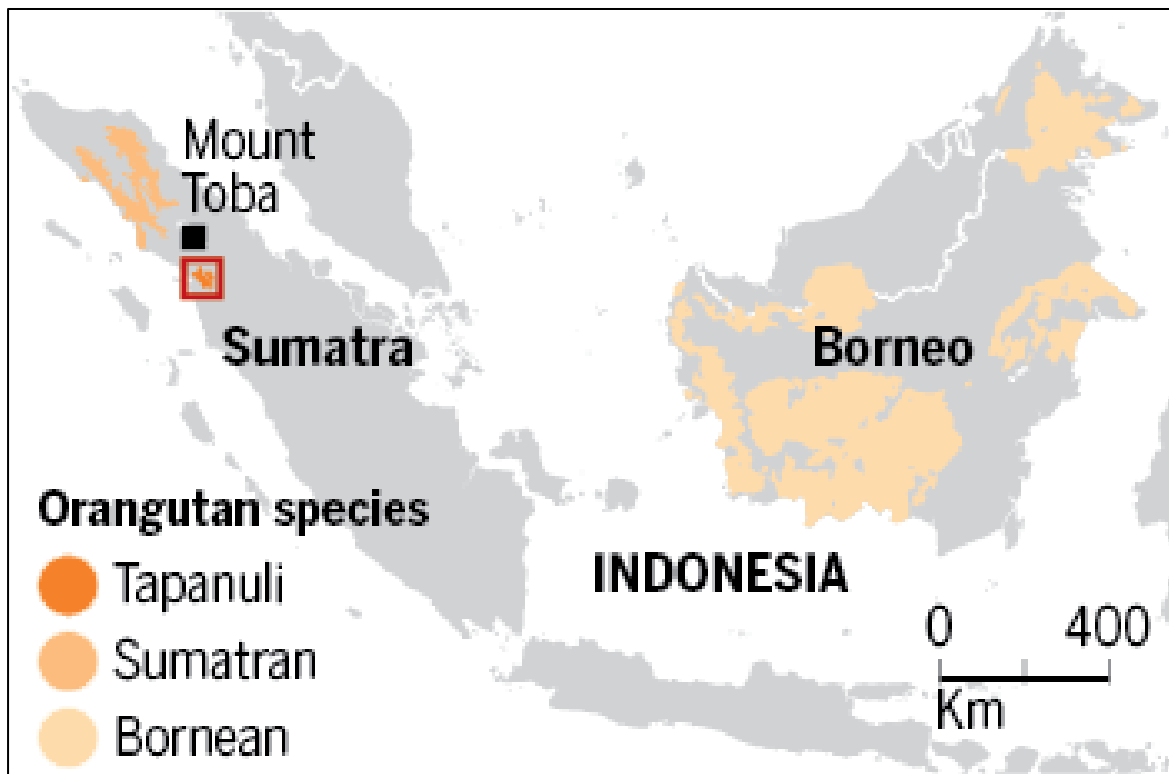 Mount
Toba
Sumatra
Borneo
Orangutan species
Tapanuli
Sumatran
Bornean
INDONESIA
0 400
Km